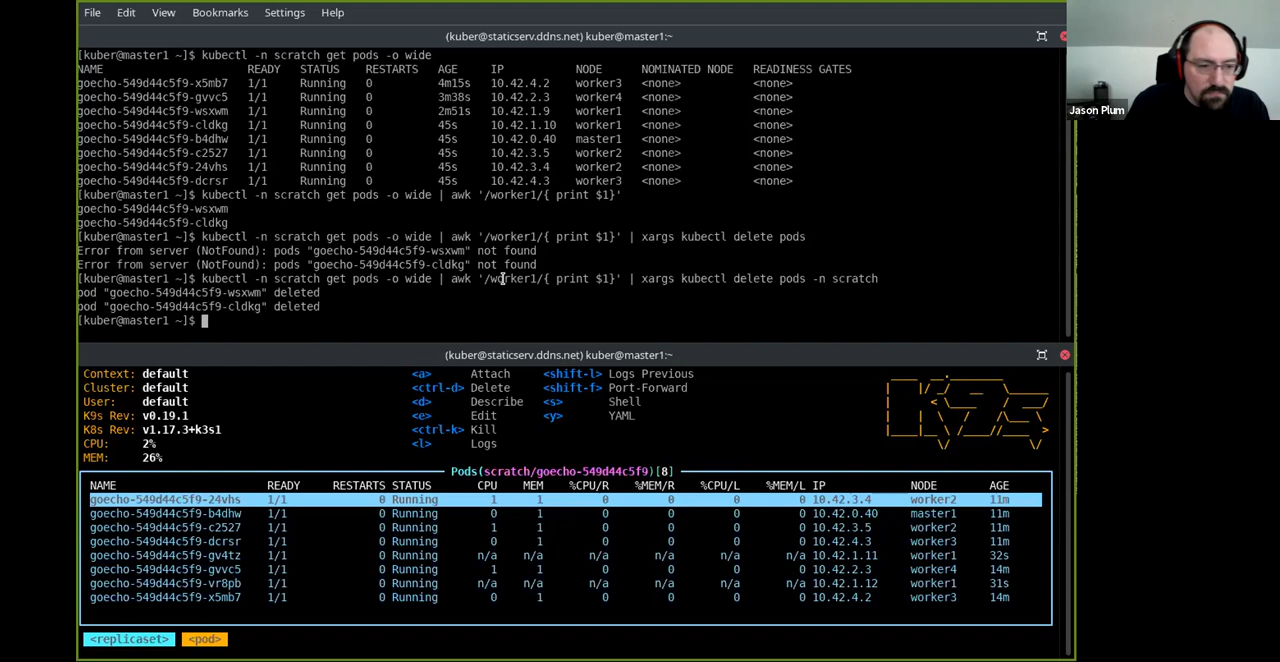 File Edit View Bookmarks Settings Help
(kuber@staticserv.ddns.net) kuber@master1:~
[kuber@master1 ~]$ kubectl -n scratch get pods -o wide
NAME READY STATUS RESTARTS AGE IP NODE NOMINATED NODE READINESS GATES
goecho-549d44c5f9-x5mb7 1/1 Running 0 4m15s 10.42.4.2 worker3 <none> <none>
goecho-549d44c5f9-gvvc5 1/1 Running 0 3m38s 10.42.2.3 worker4 <none> <none>
goecho-549d44c5f9-wsxwm 1/1 Running 0 2m51s 10.42.1.9 worker1 <none> <none>
goecho-549d44c5f9-cldkg 1/1 Running 0 45s 10.42.1.10 worker1 <none> <none>
goecho-549d44c5f9-b4dhw 1/1 Running 0 45s 10.42.0.40 master1 <none> <none>
goecho-549d44c5f9-c2527 1/1 Running 0 45s 10.42.3.5 worker2 <none> <none>
goecho-549d44c5f9-24vhs 1/1 Running 0 45s 10.42.3.4 worker2 <none> <none>
goecho-549d44c5f9-dcrsr 1/1 Running 0 45s 10.42.4.3 worker3 <none> <none>
[kuber@master1 ~]$ kubectl -n scratch get pods -o wide | awk '/worker1/{ print $1}'
goecho-549d44c5f9-wsxwm
goecho-549d44c5f9-cldkg
[kuber@master1 ~]$ kubectl -n scratch get pods -o wide | awk '/worker1/{ print $1}' | xargs kubectl delete pods
Error from server (NotFound): pods "goecho-549d44c5f9-wsxwm" not found
Error from server (NotFound): pods "goecho-549d44c5f9-cldkg" not found
[kuber@master1 ~]$ kubectl -n scratch get pods -o wide | awk '/worker1/{ print $1}' | xargs kubectl delete pods -n scratch
pod "goecho-549d44c5f9-wsxwm" deleted
pod "goecho-549d44c5f9-cldkg" deleted
[kuber@master1 ~]$
Jason Plum
(kuber@staticserv.ddns.net) kuber@master1:~
Context: default <a> Attach <shift-l> Logs Previous
Cluster: default <ctrl-d> Delete <shift-f> Port-Forward
User: default <d> Describe <s> Shell
K9s Rev: v0.19.1 <e> Edit <y> YAML
K8s Rev: v1.17.3+k3s1 <ctrl-k> Kill
CPU: 2% <l> Logs
MEM: 26%
K9s
Pods(scratch/goecho-549d44c5f9)[8]
NAME READY RESTARTS STATUS CPU MEM %CPU/R %MEM/R %CPU/L %MEM/L IP NODE AGE
goecho-549d44c5f9-24vhs 1/1 0 Running 1 1 0 0 0 0 10.42.3.4 worker2 11m
goecho-549d44c5f9-b4dhw 1/1 0 Running 0 1 0 0 0 0 10.42.0.40 master1 11m
goecho-549d44c5f9-c2527 1/1 0 Running 1 1 0 0 0 0 10.42.3.5 worker2 11m
goecho-549d44c5f9-dcrsr 1/1 0 Running 0 1 0 0 0 0 10.42.4.3 worker3 11m
goecho-549d44c5f9-gv4tz 1/1 0 Running n/a n/a n/a n/a n/a n/a 10.42.1.11 worker1 32s
goecho-549d44c5f9-gvvc5 1/1 0 Running 1 1 0 0 0 0 10.42.2.3 worker4 14m
goecho-549d44c5f9-vr8pb 1/1 0 Running n/a n/a n/a n/a n/a n/a 10.42.1.12 worker1 31s
goecho-549d44c5f9-x5mb7 1/1 0 Running 0 1 0 0 0 0 10.42.4.2 worker3 14m
<replicaset> <pod>